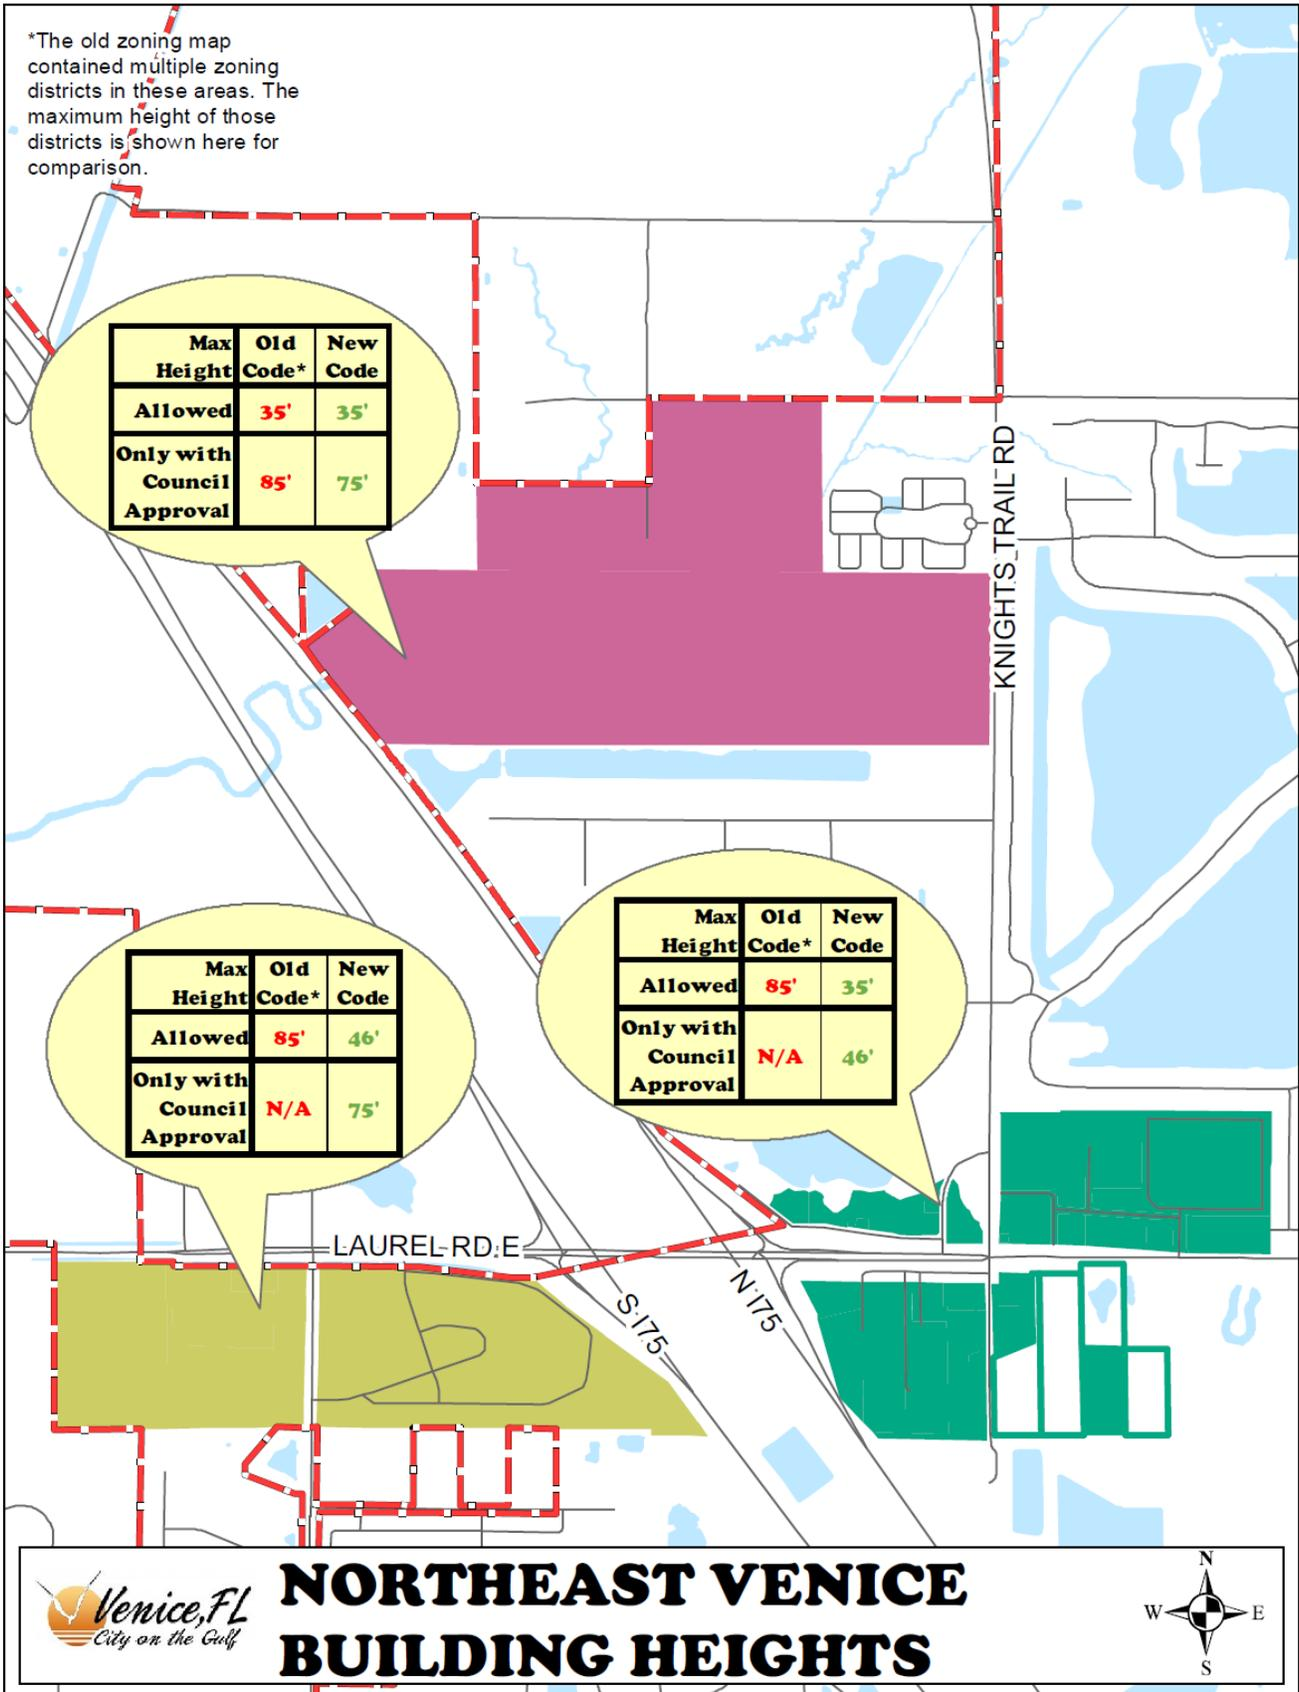 *The old zoning map
contained multiple zoning
districts in these areas. The
maximum height of those
districts is shown here for
comparison.
Max Height Old Code* New Code
Allowed 35' 35'
Only with Council Approval 85' 75'
KNIGHTS TRAIL RD
Max Height Old Code* New Code
Allowed 85' 35'
Only with Council Approval N/A 46'
Max Height Old Code* New Code
Allowed 85' 46'
Only with Council Approval N/A 75'
LAUREL RD E
S I75
N I75
Venice, FL
City on the Gulf
NORTHEAST VENICE
BUILDING HEIGHTS
N
W E
S